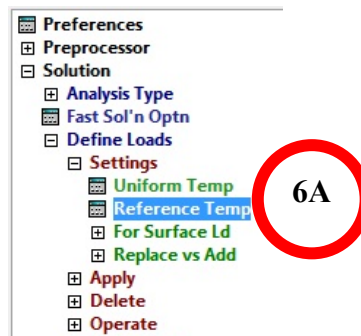 Preferences
Preprocessor
Solution
Analysis Type
Fast Sol'n Optn
Define Loads
Settings
Uniform Temp
Reference Temp
6A
For Surface Ld
Replace vs Add
Apply
Delete
Operate